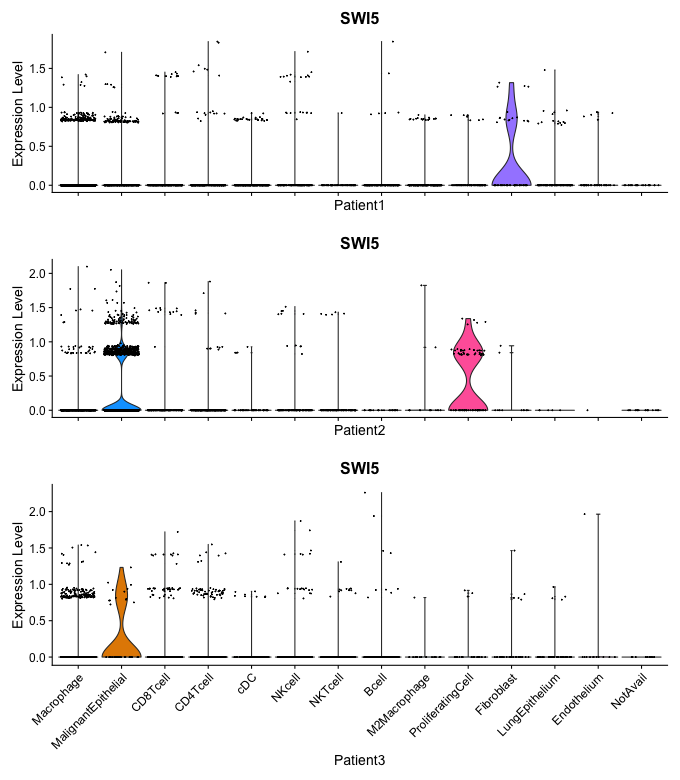 SWI5
Expression Level
1.5
1.0
0.5
0.0
Patient1
SWI5
Expression Level
2.0
1.5
1.0
0.5
0.0
Patient2
SWI5
Expression Level
2.0
1.5
1.0
0.5
0.0
Macrophage
MalignantEpithelial
CD8Tcell
CD4Tcell
cDC
NKcell
NKTcell
Bcell
M2Macrophage
ProliferatingCell
Fibroblast
LungEpithelium
Endothelium
NotAvail
Patient3